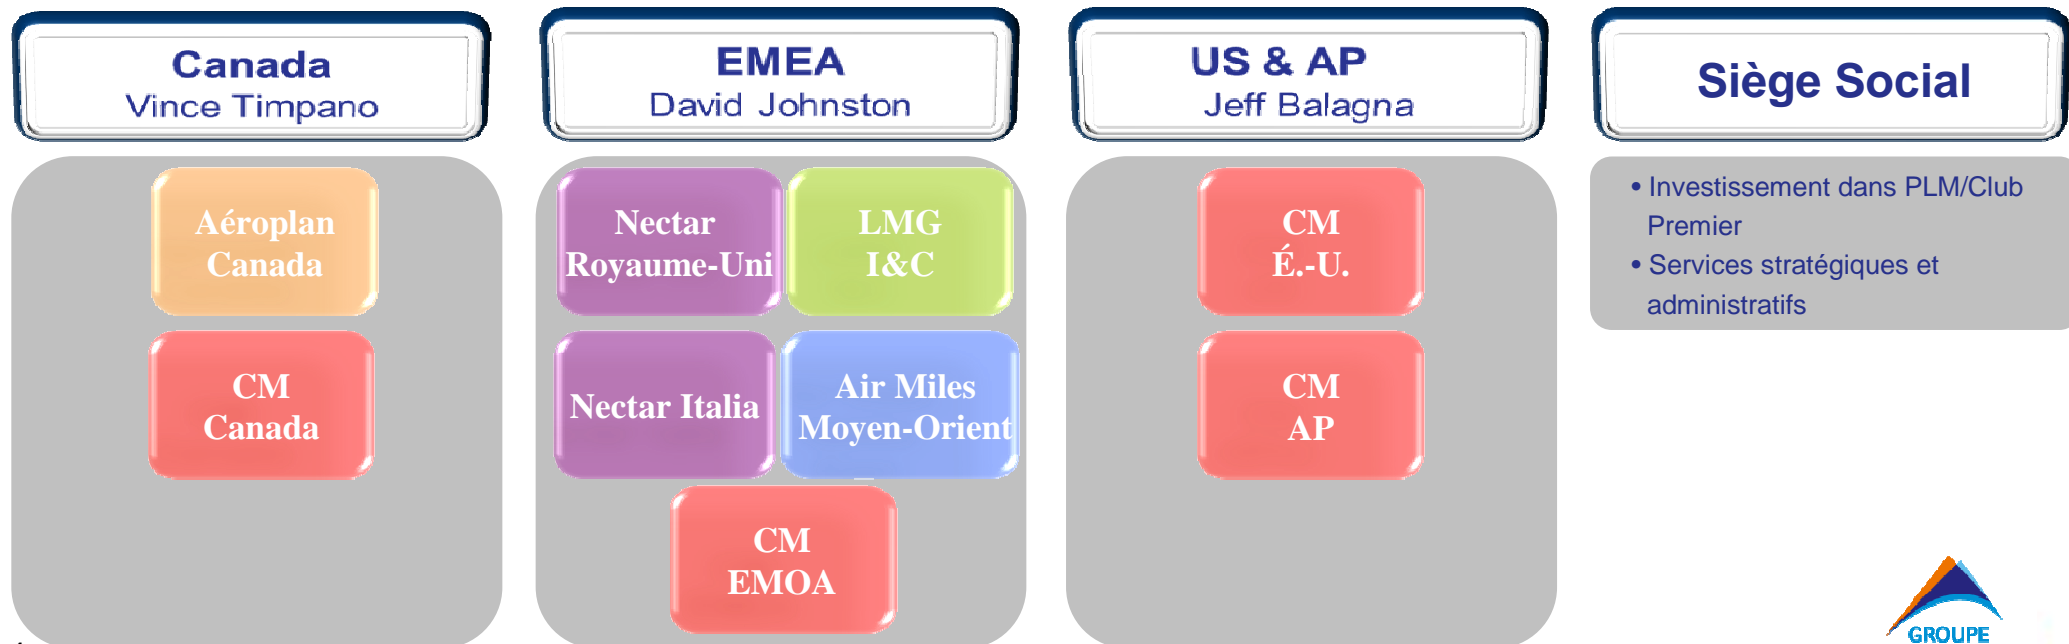 Canada
Vince Timpano
Aéroplan
Canada
CM
Canada
EMEA
David Johnston
Nectar
Royaume-Uni
LMG
I&C
Nectar Italia
Air Miles
Moyen-Orient
CM
EMOA
US & AP
Jeff Balagna
CM
É.-U.
CM
AP
Siège Social
• Investissement dans PLM/Club
Premier
• Services stratégiques et
administratifs
GROUPE